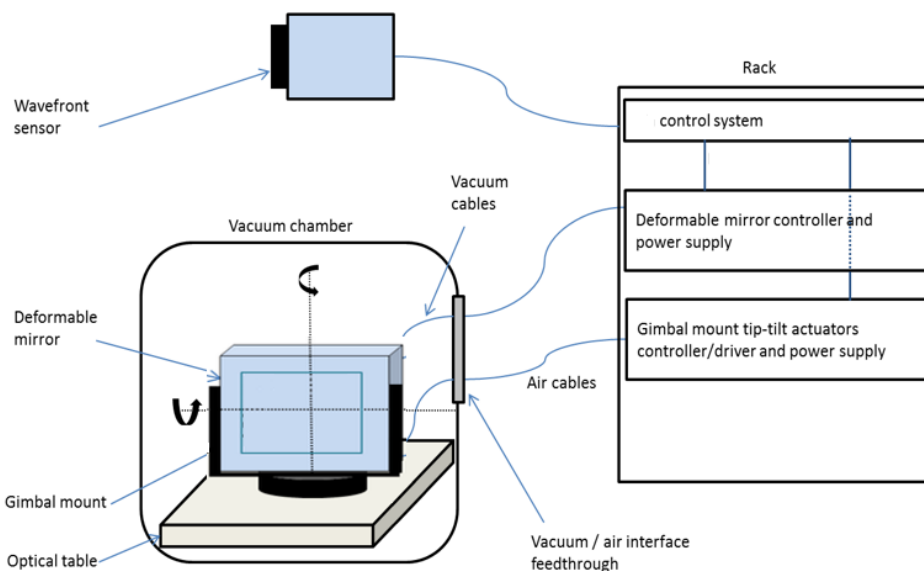 Rack
Wavefront
sensor
control system
Vacuum
cables
Vacuum chamber
Deformable mirror controller and
power supply
Deformable
mirror
Gimbal mount tip-tilt actuators
controller/driver and power supply
Air cables
Gimbal mount
Optical table
Vacuum / air interface
feedthrough